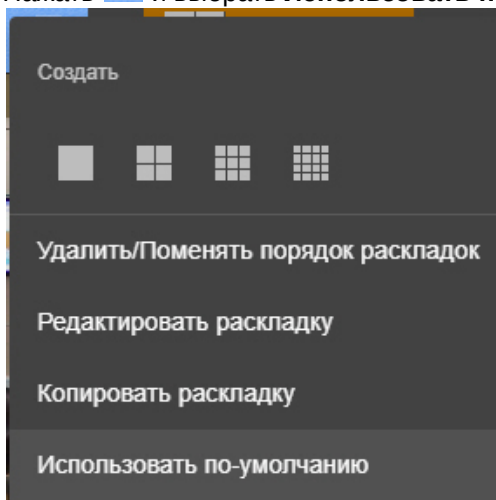 Создать
Удалить/Поменять порядок раскладок
Редактировать раскладку
Копировать раскладку
Использовать по-умолчанию